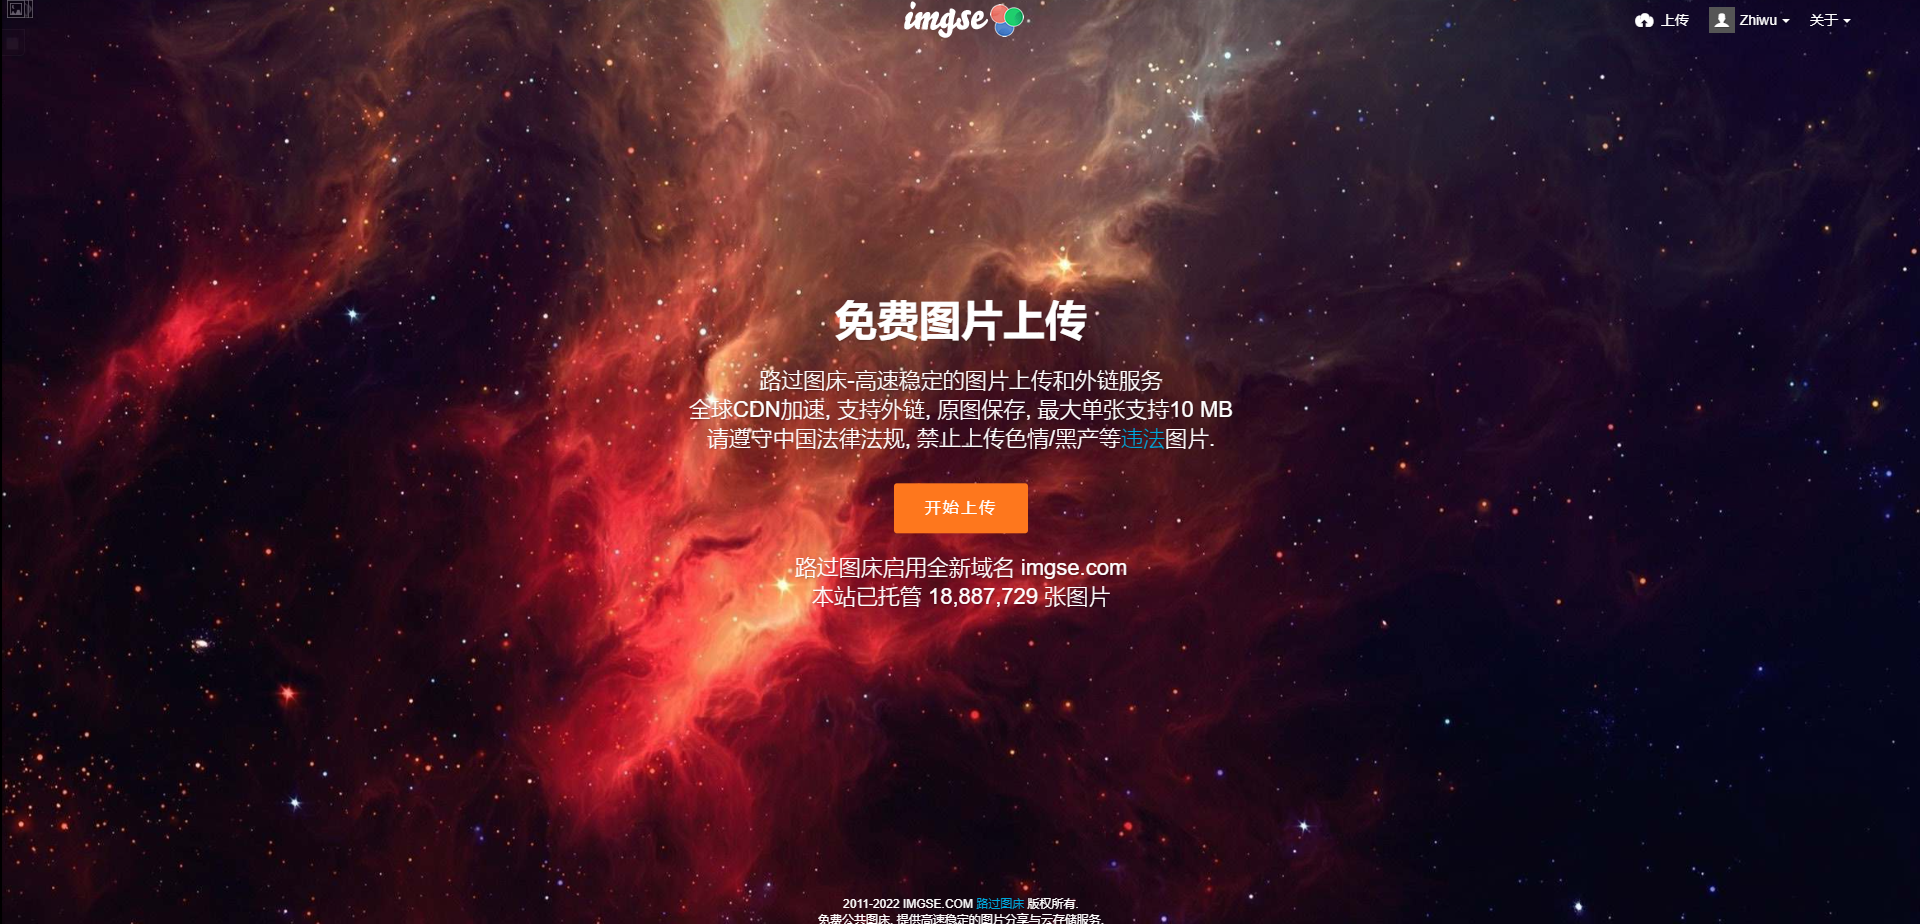 imgse
上传
Zhiwu
关于
免费图片上传
路过图床-高速稳定的图片上传和外链服务
全球CDN加速, 支持外链, 原图保存, 最大单张支持10 MB
请遵守中国法律法规, 禁止上传色情/黑产等违法图片.
开始上传
路过图床启用全新域名 imgse.com
本站已托管 18,887,729 张图片
2011-2022 IMGSE.COM 路过图床 版权所有.
免费公共图床, 提供高速稳定的图片分享与云存储服务.